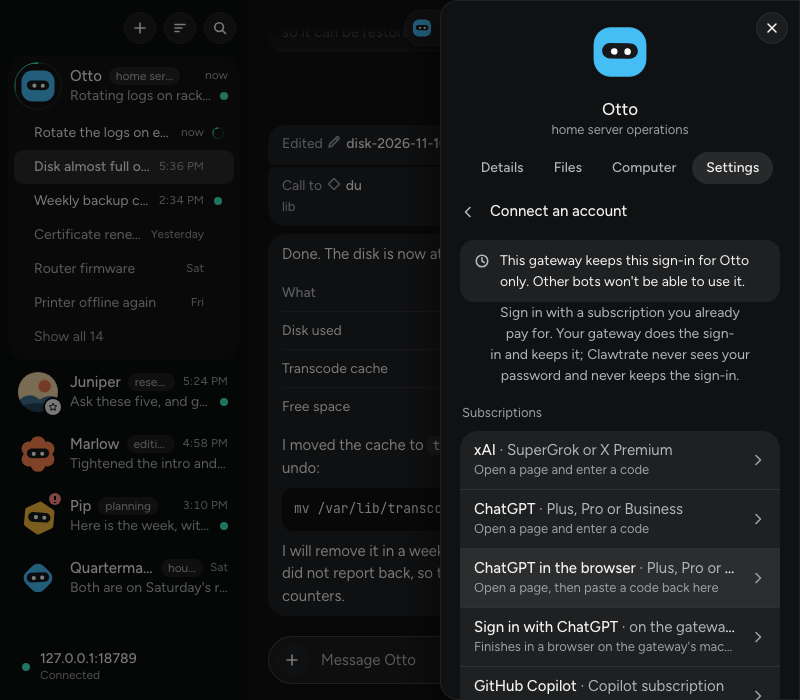 Otto
home ser...
now
Rotating logs on rack...
Rotate the logs on e...
now
Disk almost full o...
5:36 PM
Weekly backup c...
2:34 PM
Certificate rene...
Yesterday
Router firmware
Sat
Printer offline again
Fri
Show all 14
Juniper
rese...
5:24 PM
Ask these five, and g...
Marlow
editi...
4:58 PM
Tightened the intro and...
Pip
planning
3:10 PM
Here is the week, wit...
Quarterma...
hou...
Sat
Both are on Saturday's r...
127.0.0.1:18789
Connected
so it can be restor
Edited disk-2026-11-1
Call to du
lib
Done. The disk is now at
What
Disk used
Transcode cache
Free space
I moved the cache to
undo:
mv /var/lib/transco
I will remove it in a week
did not report back, so t
counters.
Message Otto
Otto
home server operations
Details
Files
Computer
Settings
Connect an account
This gateway keeps this sign-in for Otto
only. Other bots won't be able to use it.
Sign in with a subscription you already
pay for. Your gateway does the sign-
in and keeps it; Clawtrate never sees your
password and never keeps the sign-in.
Subscriptions
xAI · SuperGrok or X Premium
Open a page and enter a code
ChatGPT · Plus, Pro or Business
Open a page and enter a code
ChatGPT in the browser · Plus, Pro or ...
Open a page, then paste a code back here
Sign in with ChatGPT · on the gatewa...
Finishes in a browser on the gateway's mac...
GitHub Copilot · Copilot subscription